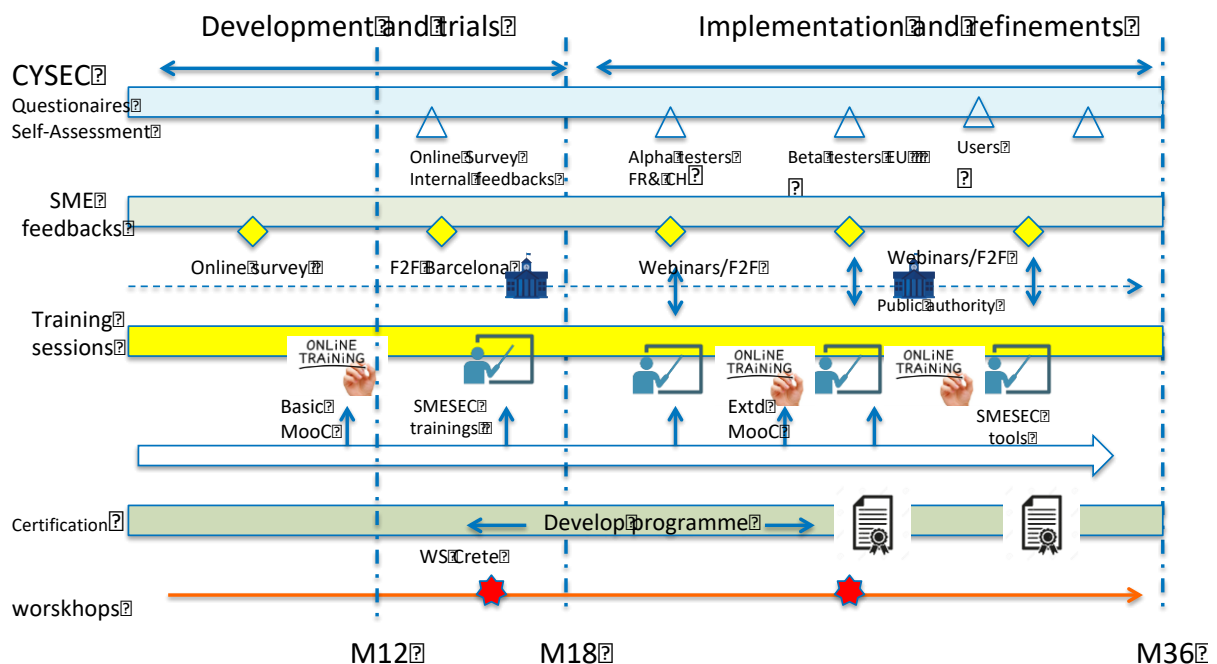 Development and trials
Implementation and refinements
CYSEC
Questionaires
Self-Assessment
Online Survey
Internal feedbacks
Alpha testers
FR& CH
Beta testers EU
Users
SME
feedbacks
Online survey
F2F Barcelona
Webinars/F2F
Webinars/F2F
Public authority
Training
sessions
ONLINE
TRAINING
ONLINE
TRAINING
ONLINE
TRAINING
Basic
MooC
SMESEC
trainings
Extd
MooC
SMESEC
tools
Certification
Develop programme
WS Crete
worskhops
M12
M18
M36